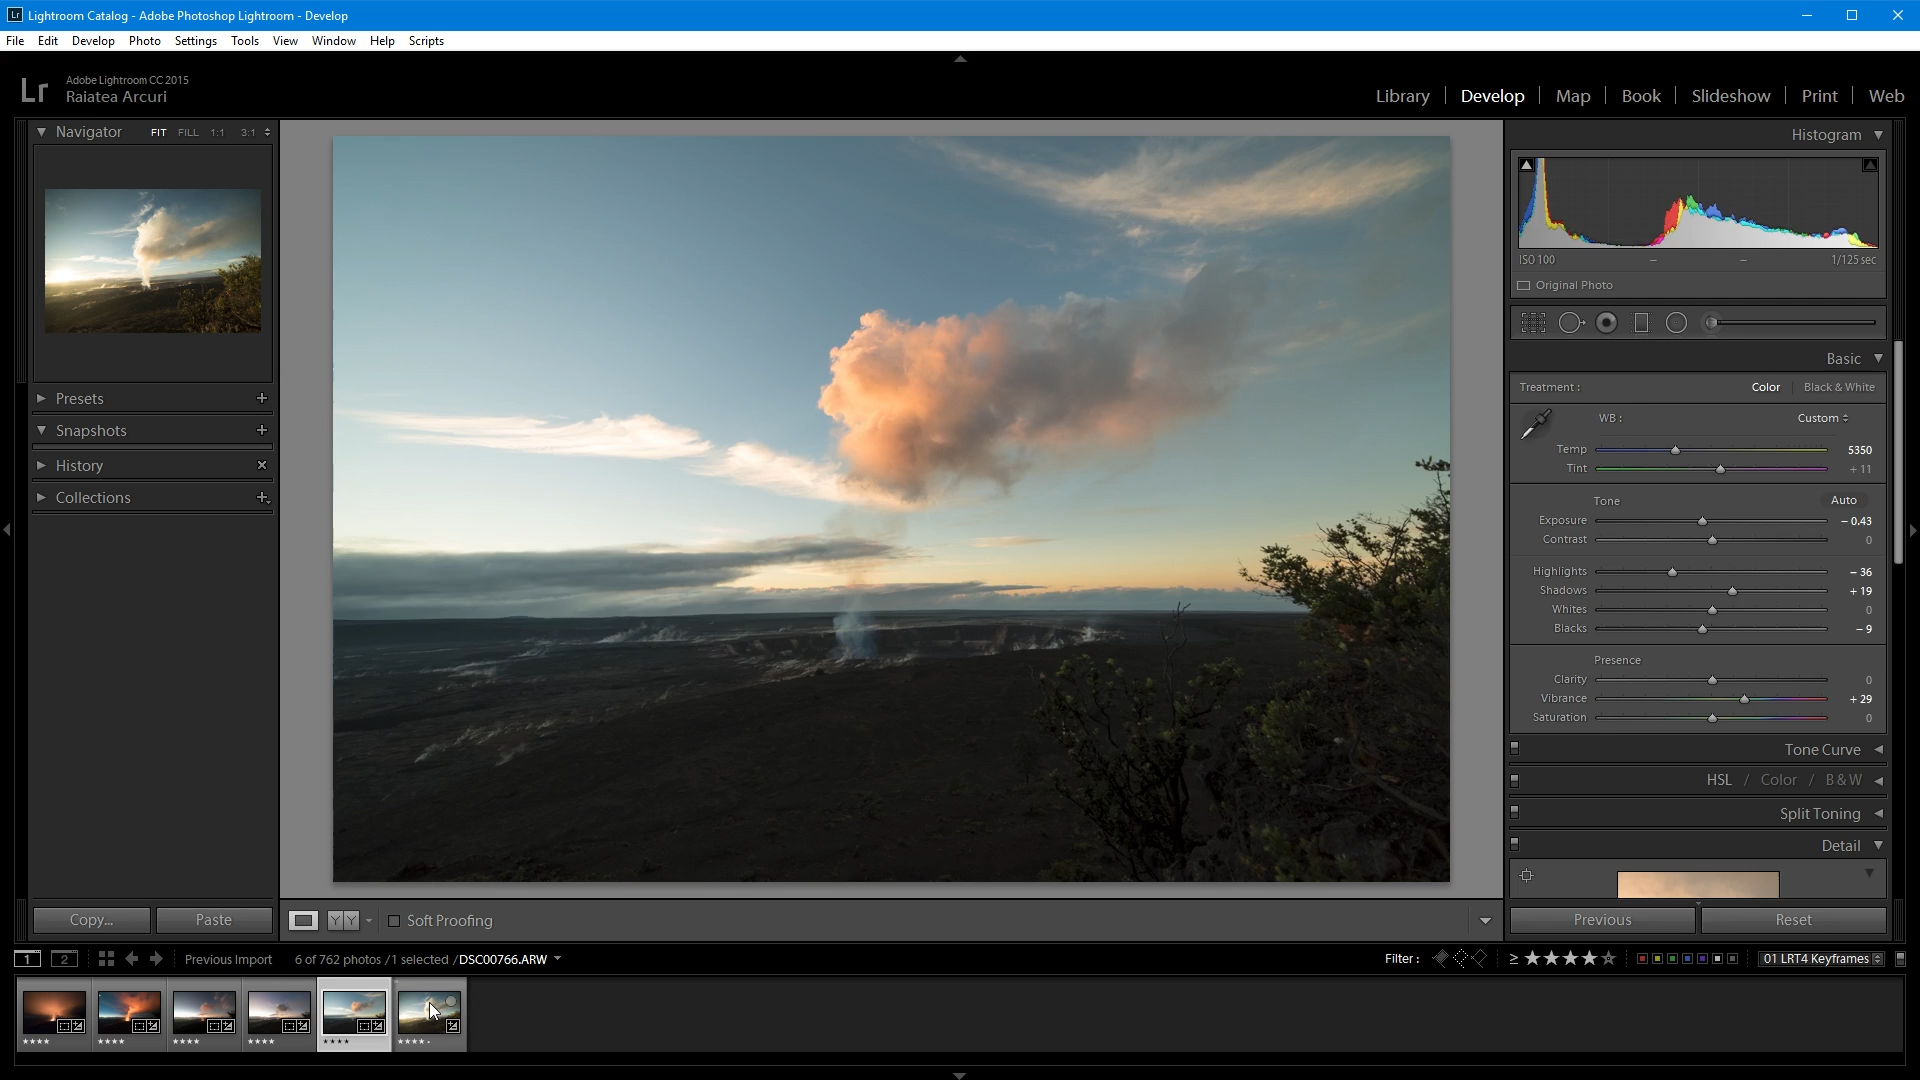 Lr Lightroom Catalog - Adobe Photoshop Lightroom - Develop
File Edit Develop Photo Settings Tools View Window Help Scripts
Lr
Adobe Lightroom CC 2015
Raiatea Arcuri
Library | Develop | Map | Book | Slideshow | Print | Web
Navigator FIT FILL 1:1 3:1
Presets
Snapshots
History
Collections
Copy... Paste
Histogram
ISO 100 – – 1/125 sec
Original Photo
Basic
Treatment : Color Black & White
WB : Custom
Temp 5350
Tint + 11
Tone Auto
Exposure – 0.43
Contrast 0
Highlights – 36
Shadows + 19
Whites 0
Blacks – 9
Presence
Clarity 0
Vibrance + 29
Saturation 0
Tone Curve
HSL / Color / B & W
Split Toning
Detail
Previous Reset
YY Soft Proofing
1 2 Previous Import 6 of 762 photos /1 selected /DSC00766.ARW Filter : ≥ ★★★★☆ 01 LRT4 Keyframes
★★★★ ★★★★ ★★★★ ★★★★ ★★★★ ★★★★